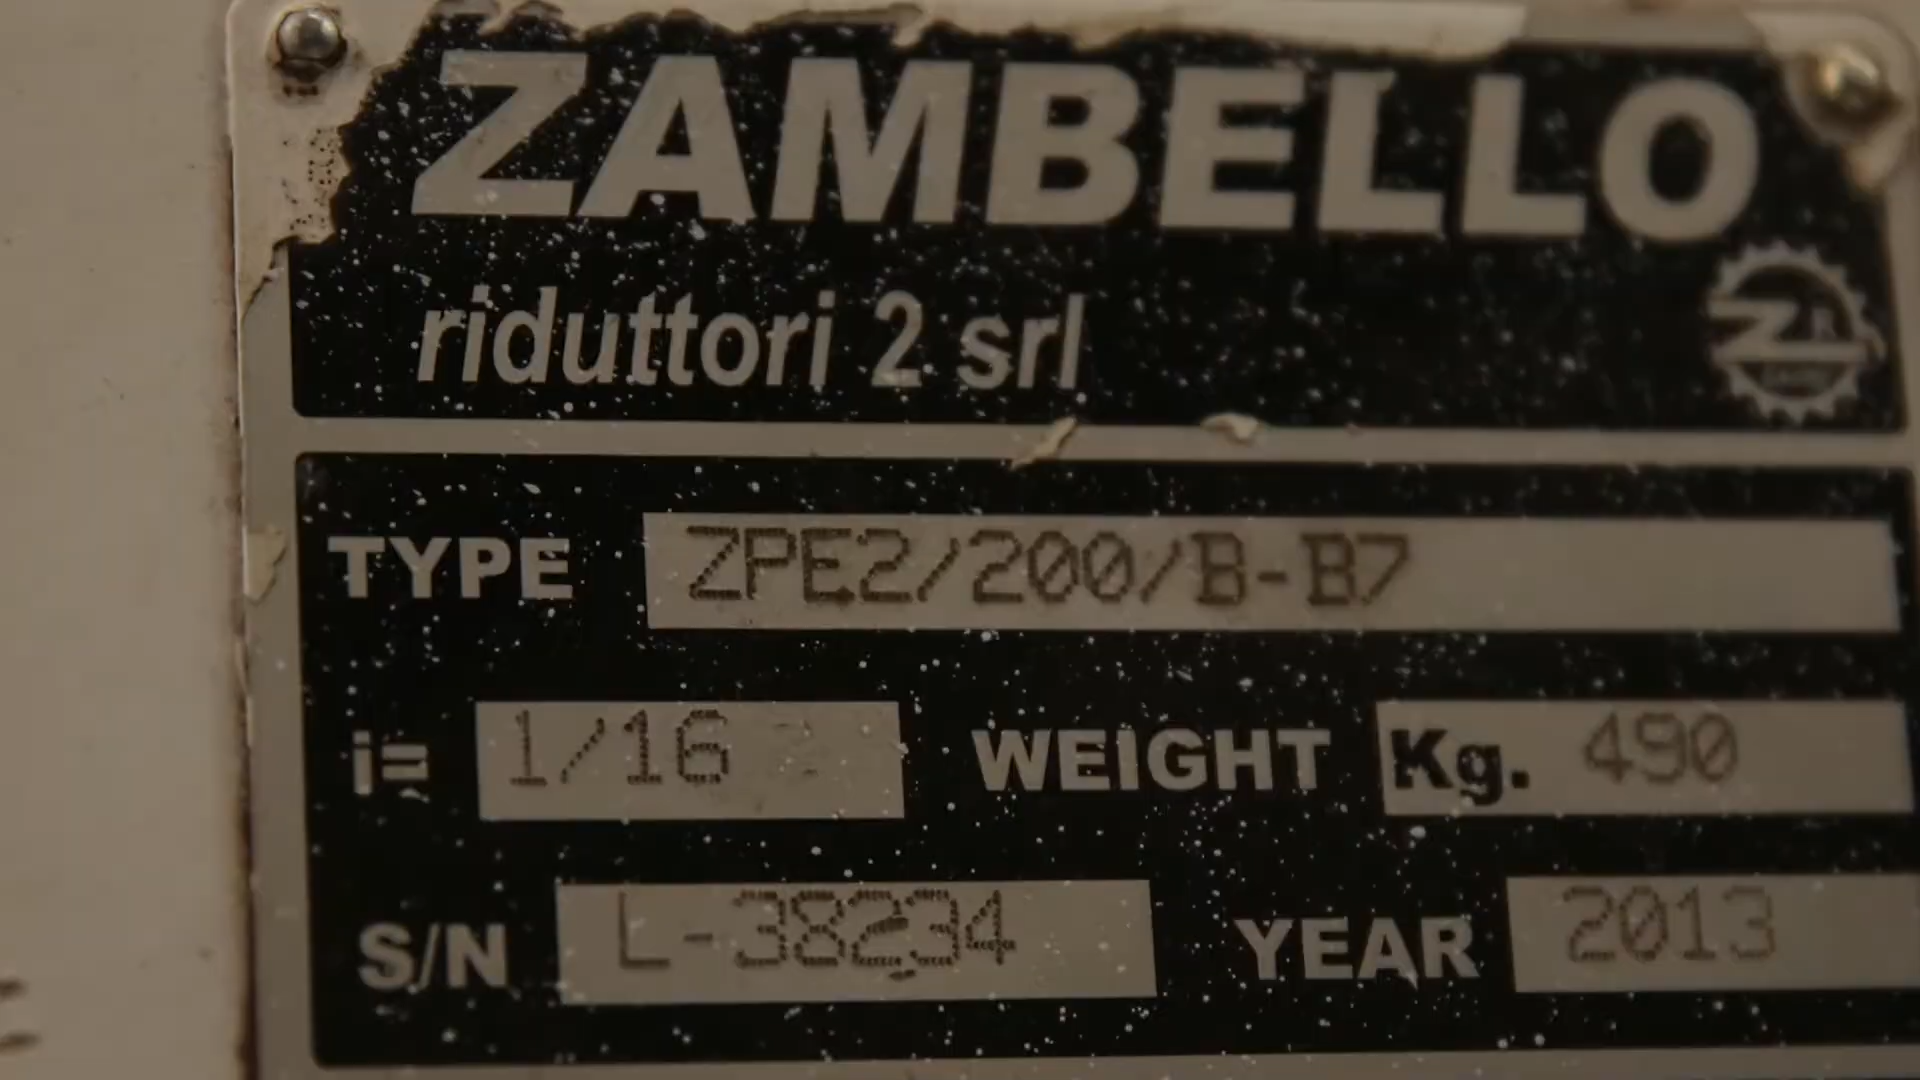 ZAMBELLO
riduttori 2 srl
TYPE ZPE2/200/B-B7
i= 1/16 WEIGHT Kg. 490
S/N L-38234 YEAR 2013